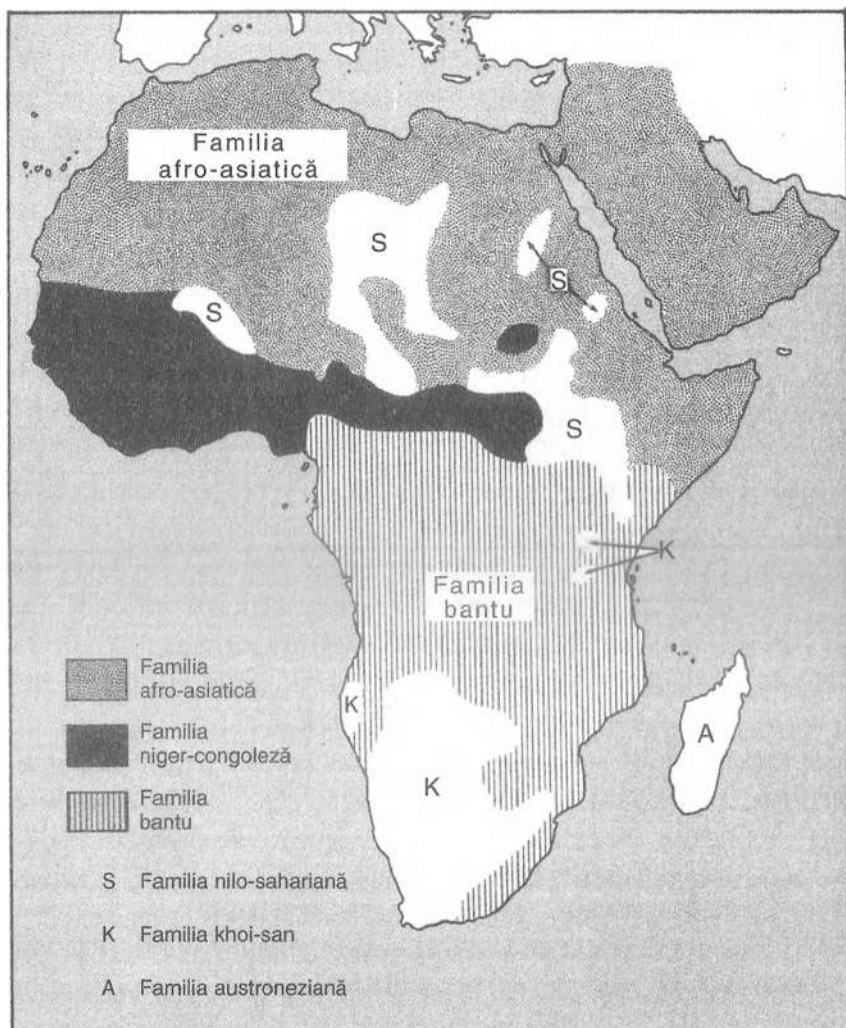 Familia
afro-asiatică
S
S
S
S
K
Familia
bantu
K
K
A
Familia
afro-asiatică
Familia
niger-congoleză
Familia
bantu
S Familia nilo-sahariană
K Familia khoi-san
A Familia austroneziană